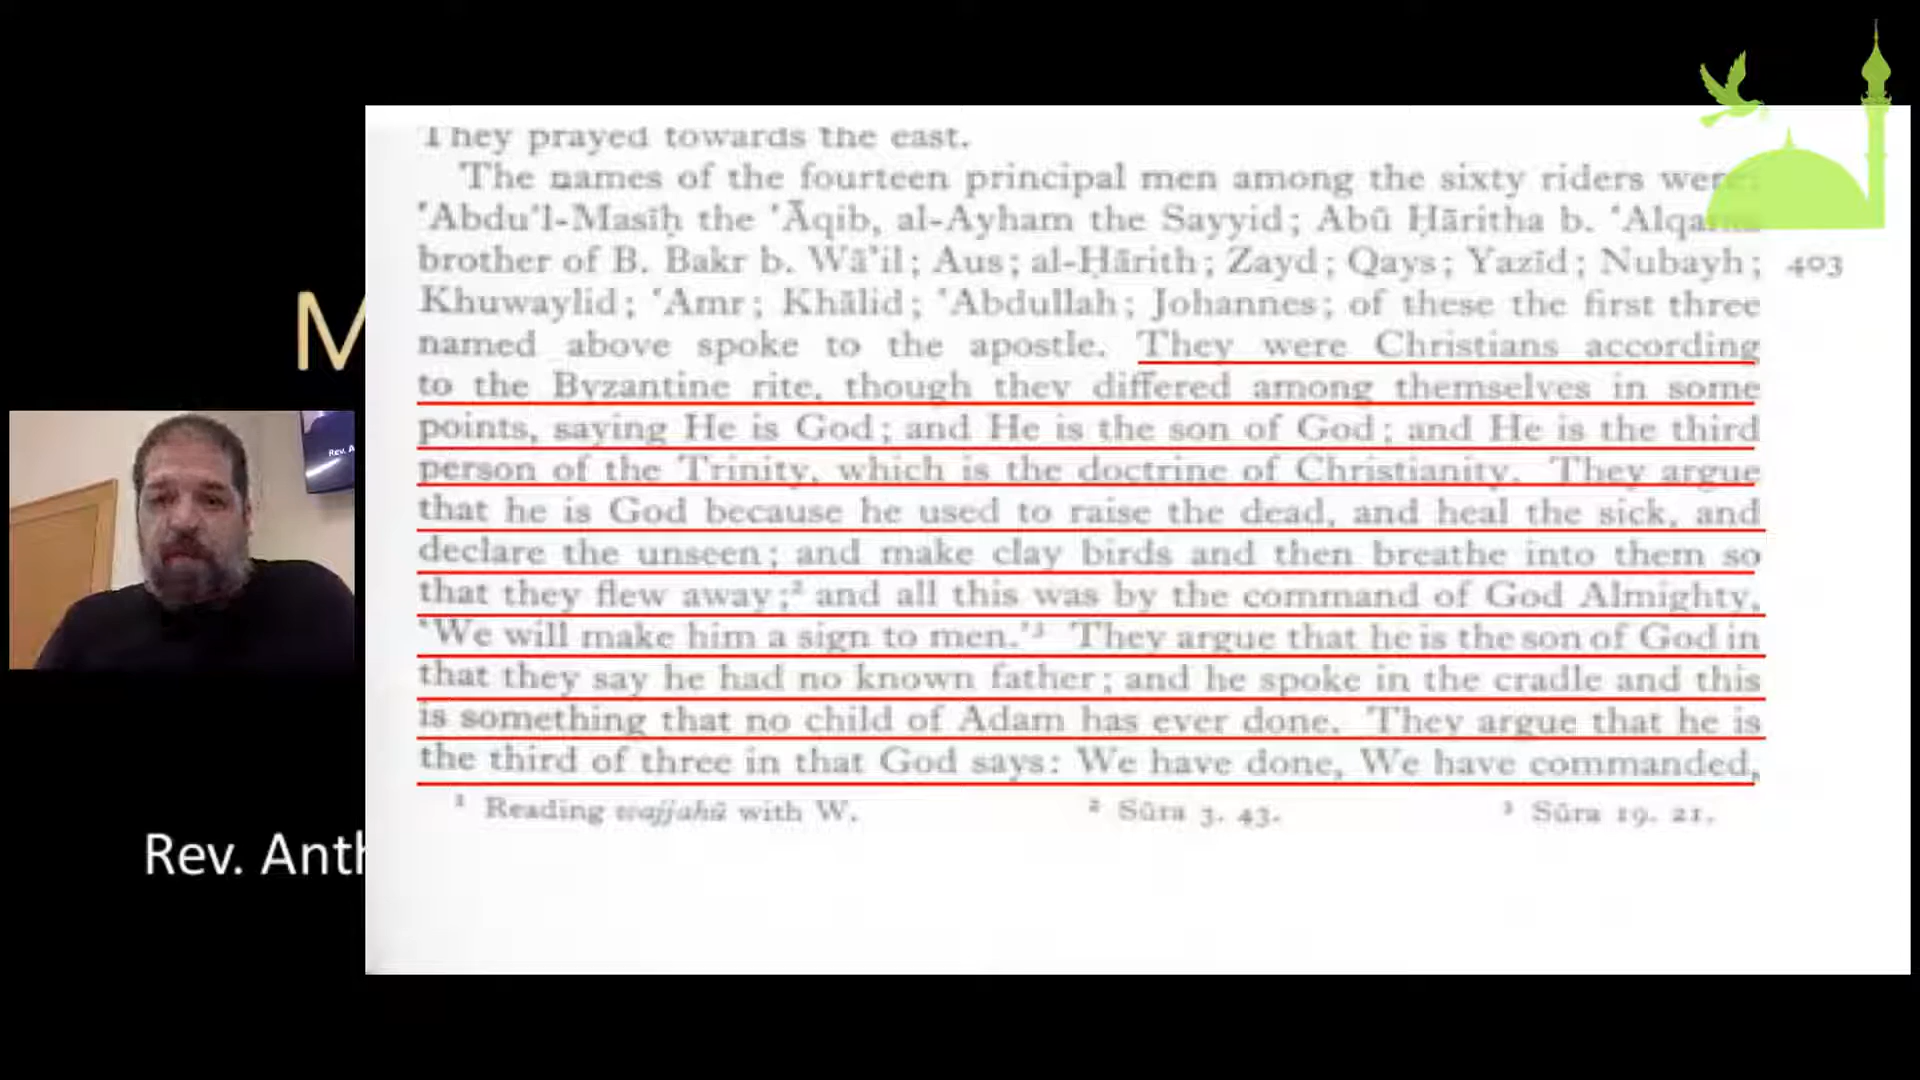 They prayed towards the east.
The names of the fourteen principal men among the sixty riders were:
'Abdu'l-Masīḥ the 'Āqib, al-Ayham the Sayyid; Abū Ḥāritha b. 'Alqama
brother of B. Bakr b. Wā'il; Aus; al-Ḥārith; Zayd; Qays; Yazīd; Nubayh; 403
Khuwaylid; 'Amr; Khālid; 'Abdullah; Johannes; of these the first three
named above spoke to the apostle. They were Christians according
to the Byzantine rite, though they differed among themselves in some
points, saying He is God; and He is the son of God; and He is the third
person of the Trinity, which is the doctrine of Christianity. They argue
that he is God because he used to raise the dead, and heal the sick, and
declare the unseen; and make clay birds and then breathe into them so
that they flew away;² and all this was by the command of God Almighty,
'We will make him a sign to men.'³ They argue that he is the son of God in
that they say he had no known father; and he spoke in the cradle and this
is something that no child of Adam has ever done. They argue that he is
the third of three in that God says: We have done, We have commanded,
¹ Reading wajjahū with W. ² Sūra 3. 43. ³ Sūra 19. 21.
M
Rev. A
Rev. Anth